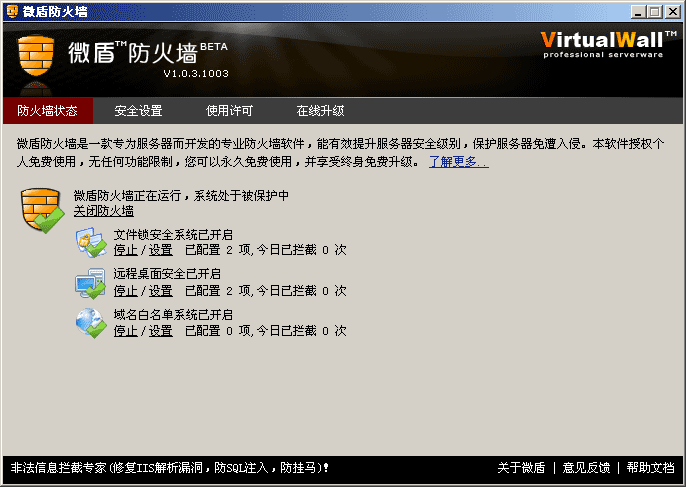 微盾防火墙
微盾™防火墙BETA
V1.0.3.1003
VirtualWall™
professional serverware
防火墙状态 安全设置 使用许可 在线升级
微盾防火墙是一款专为服务器而开发的专业防火墙软件，能有效提升服务器安全级别，保护服务器免遭入侵。本软件授权个
人免费使用，无任何功能限制，您可以永久免费使用，并享受终身免费升级。 了解更多...
微盾防火墙正在运行，系统处于被保护中
关闭防火墙
文件锁安全系统已开启
停止/设置 已配置 2 项,今日已拦截 0 次
远程桌面安全已开启
停止/设置 已配置 2 项,今日已拦截 0 次
域名白名单系统已开启
停止/设置 已配置 0 项,今日已拦截 0 次
非法信息拦截专家(修复IIS解析漏洞，防SQL注入，防挂马)! 关于微盾 | 意见反馈 | 帮助文档